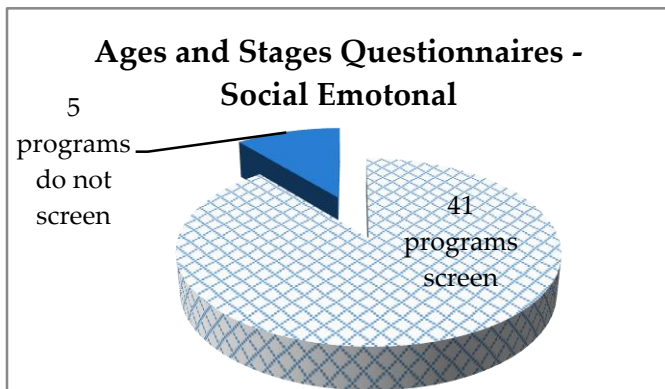 Ages and Stages Questionnaires -
Social Emotonal
5
programs
do not
screen
41
programs
screen